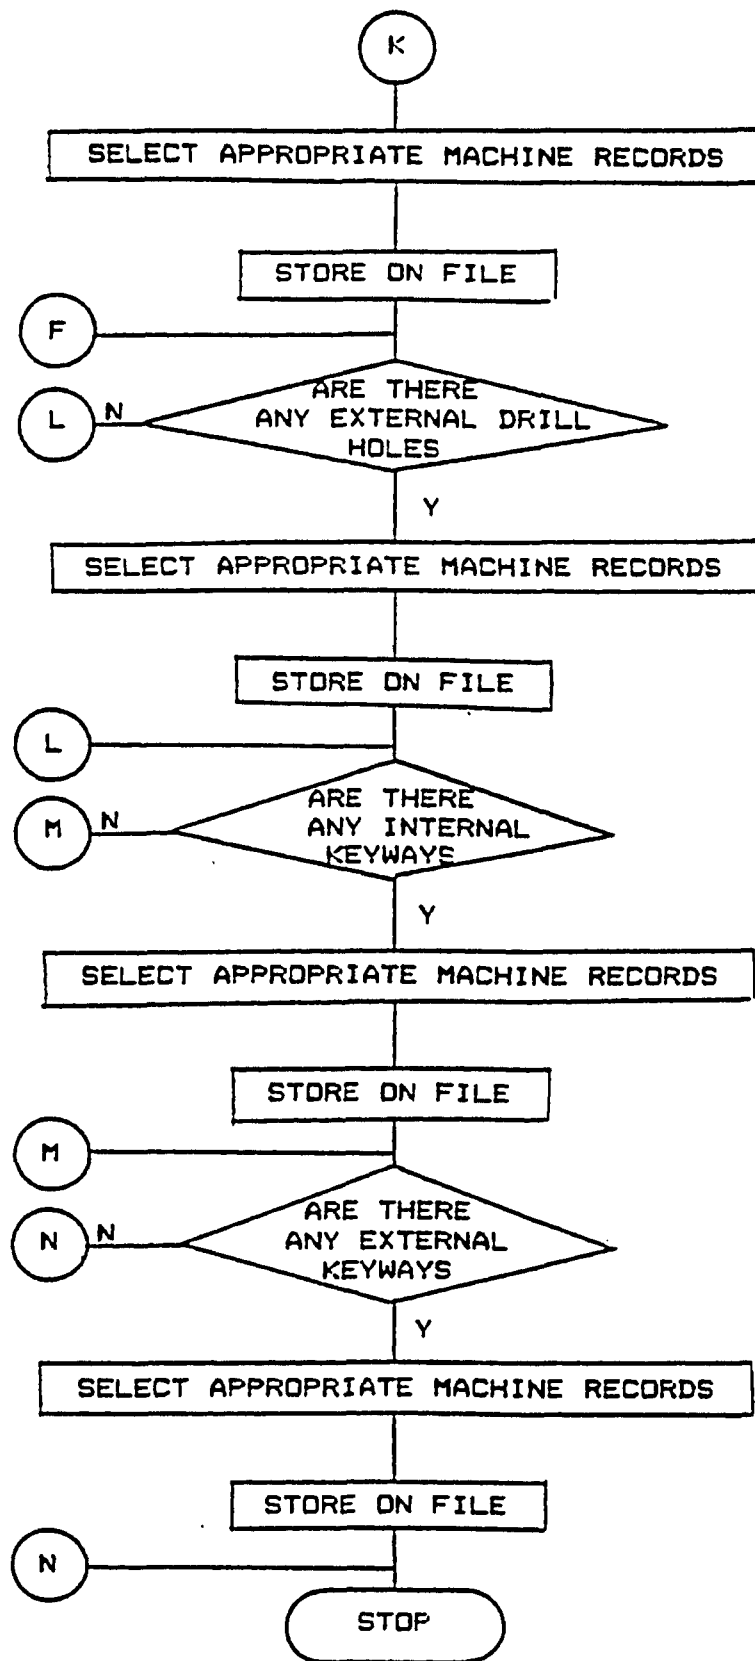 K
SELECT APPROPRIATE MACHINE RECORDS
STORE ON FILE
F
ARE THERE
L N ANY EXTERNAL DRILL
HOLES
Y
SELECT APPROPRIATE MACHINE RECORDS
STORE ON FILE
L
ARE THERE
M N ANY INTERNAL
KEYWAYS
Y
SELECT APPROPRIATE MACHINE RECORDS
STORE ON FILE
M
ARE THERE
N N ANY EXTERNAL
KEYWAYS
Y
SELECT APPROPRIATE MACHINE RECORDS
STORE ON FILE
N
STOP